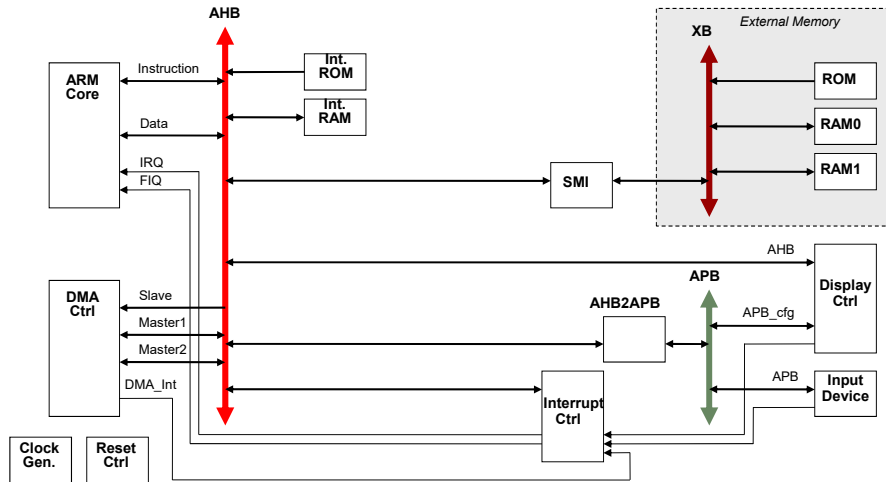 AHB
External Memory
XB
ARM
Core
Instruction
Int.
ROM
ROM
Int.
RAM
Data
RAM0
IRQ
FIQ
SMI
RAM1
AHB
APB
DMA
Ctrl
Slave
AHB2APB
Display
Ctrl
Master1
APB_cfg
Master2
DMA_Int
APB
Input
Device
Interrupt
Ctrl
Clock
Gen.
Reset
Ctrl